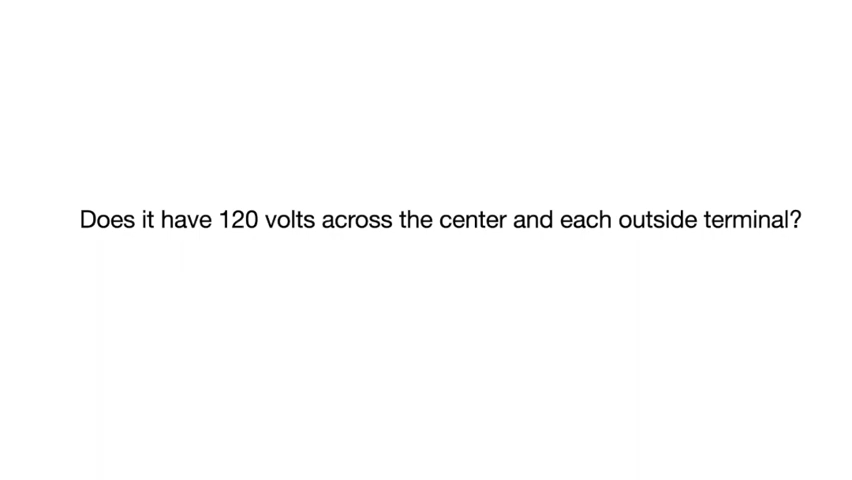 Does it have 120 volts across the center and each outside terminal?